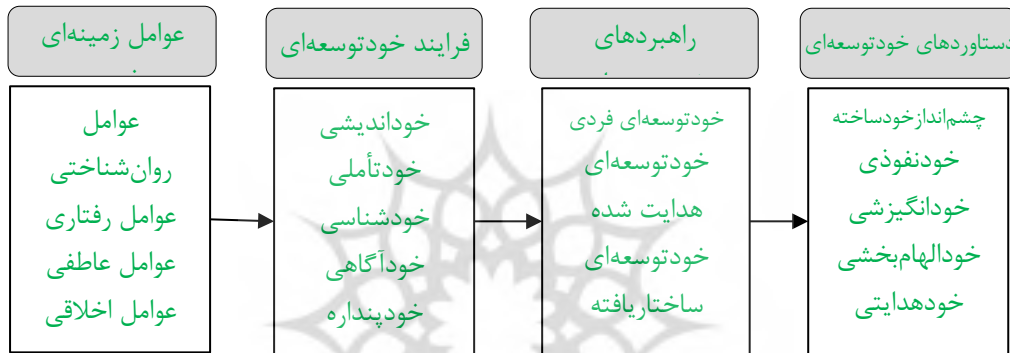 عوامل زمینه‌ای
عوامل
روان‌شناختی
عوامل رفتاری
عوامل عاطفی
عوامل اخلاقی
فرایند خودتوسعه‌ای
خوداندیشی
خودتأملی
خودشناسی
خودآگاهی
خودپنداره
راهبردهای
خودتوسعه‌ای فردی
خودتوسعه‌ای
هدایت شده
خودتوسعه‌ای
ساختاریافته
دستاوردهای خودتوسعه‌ای
چشم‌اندازخودساخته
خودنفوذی
خودانگیزشی
خودالهام‌بخشی
خودهدایتی